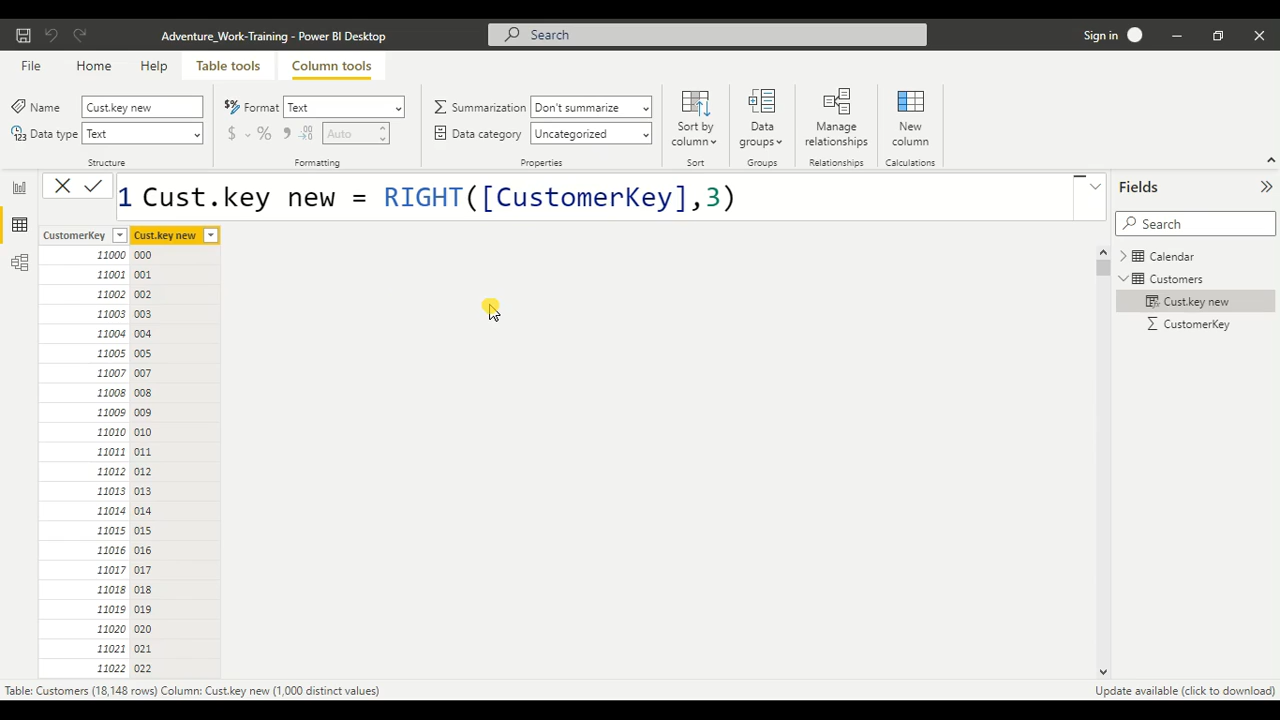 Adventure_Work-Training - Power BI Desktop
Search
Sign in
File Home Help Table tools Column tools
Name Cust.key new
Data type Text
Structure
$% Format Text
$ % , Auto
Formatting
Summarization Don't summarize
Data category Uncategorized
Properties
Sort by column
Sort
Data groups
Groups
Manage relationships
Relationships
New column
Calculations
1 Cust.key new = RIGHT([CustomerKey],3)
CustomerKey Cust.key new
11000 000
11001 001
11002 002
11003 003
11004 004
11005 005
11007 007
11008 008
11009 009
11010 010
11011 011
11012 012
11013 013
11014 014
11015 015
11016 016
11017 017
11018 018
11019 019
11020 020
11021 021
11022 022
Fields
Search
Calendar
Customers
Cust.key new
CustomerKey
Table: Customers (18,148 rows) Column: Cust.key new (1,000 distinct values)
Update available (click to download)